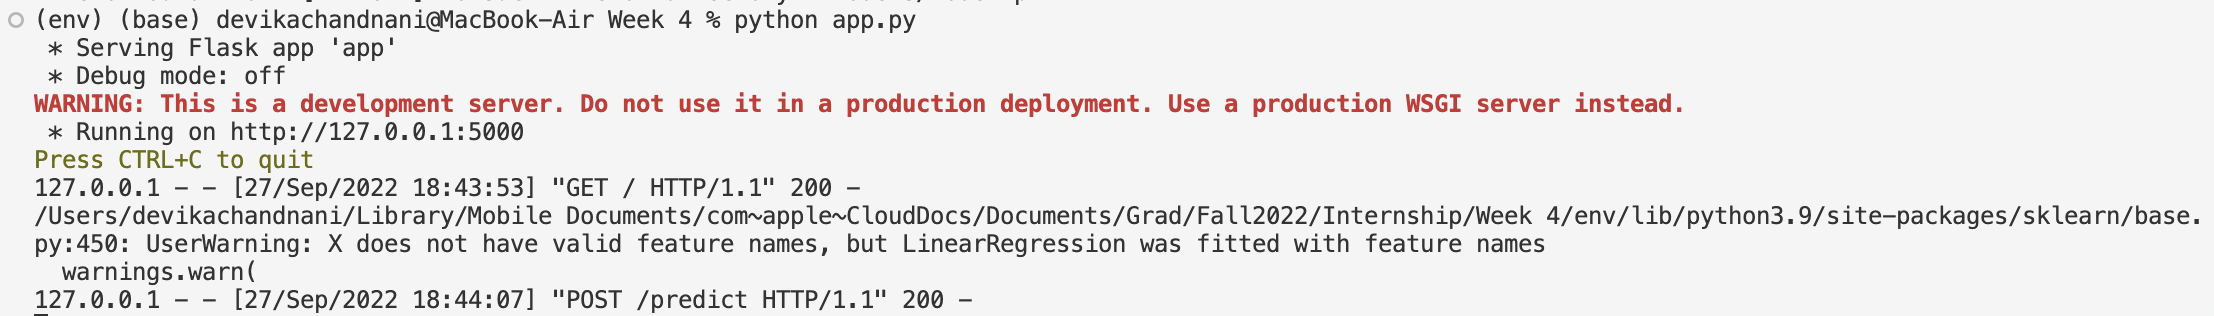 (env) (base) devikachandnani@MacBook-Air Week 4 % python app.py
 * Serving Flask app 'app'
 * Debug mode: off
WARNING: This is a development server. Do not use it in a production deployment. Use a production WSGI server instead.
 * Running on http://127.0.0.1:5000
Press CTRL+C to quit
127.0.0.1 - - [27/Sep/2022 18:43:53] "GET / HTTP/1.1" 200 -
/Users/devikachandnani/Library/Mobile Documents/com~apple~CloudDocs/Documents/Grad/Fall2022/Internship/Week 4/env/lib/python3.9/site-packages/sklearn/base.
py:450: UserWarning: X does not have valid feature names, but LinearRegression was fitted with feature names
  warnings.warn(
127.0.0.1 - - [27/Sep/2022 18:44:07] "POST /predict HTTP/1.1" 200 -